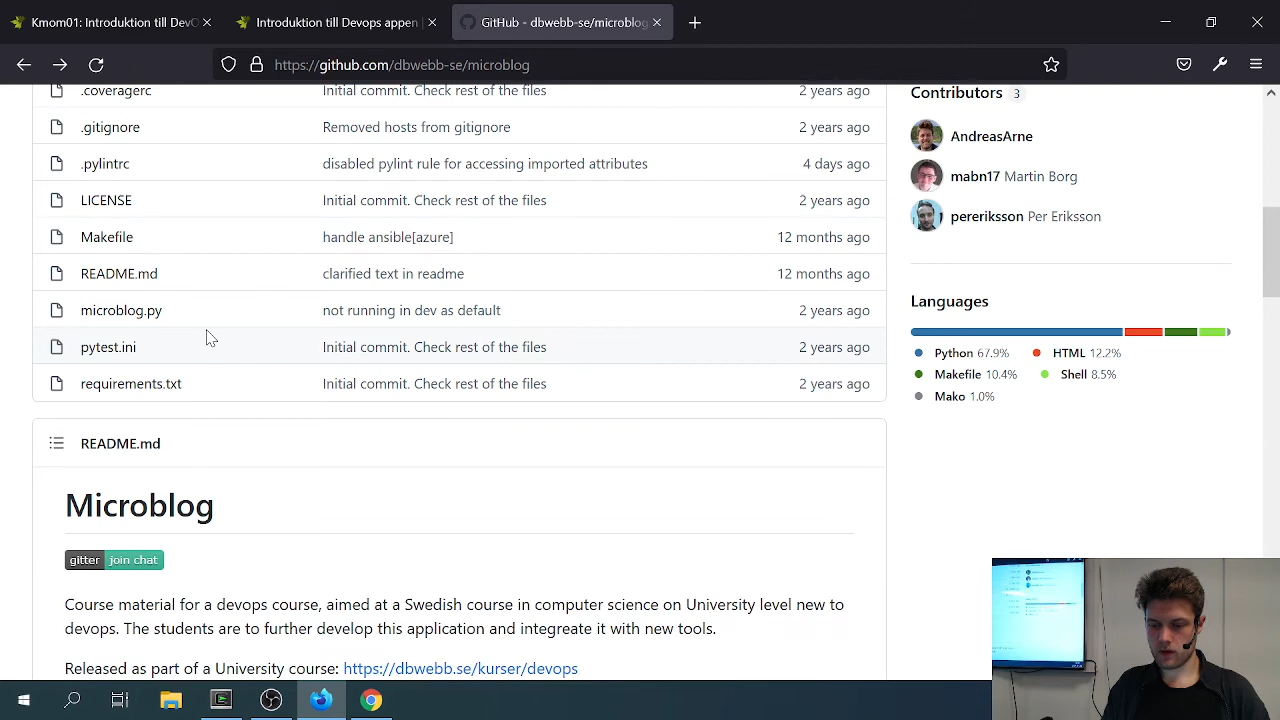 Kmom01: Introduktion till DevO
Introduktion till Devops appen
GitHub - dbwebb-se/microblog
https://github.com/dbwebb-se/microblog
.coveragerc Initial commit. Check rest of the files 2 years ago
.gitignore Removed hosts from gitignore 2 years ago
.pylintrc disabled pylint rule for accessing imported attributes 4 days ago
LICENSE Initial commit. Check rest of the files 2 years ago
Makefile handle ansible[azure] 12 months ago
README.md clarified text in readme 12 months ago
microblog.py not running in dev as default 2 years ago
pytest.ini Initial commit. Check rest of the files 2 years ago
requirements.txt Initial commit. Check rest of the files 2 years ago
README.md
Microblog
gitter join chat
Course material for a devops course aimed at a Swedish course in computer science on University level new to
devops. The students are to further develop this application and integreate it with new tools.
Released as part of a University course: https://dbwebb.se/kurser/devops
Contributors 3
AndreasArne
mabn17 Martin Borg
pereriksson Per Eriksson
Languages
Python 67.9% HTML 12.2%
Makefile 10.4% Shell 8.5%
Mako 1.0%